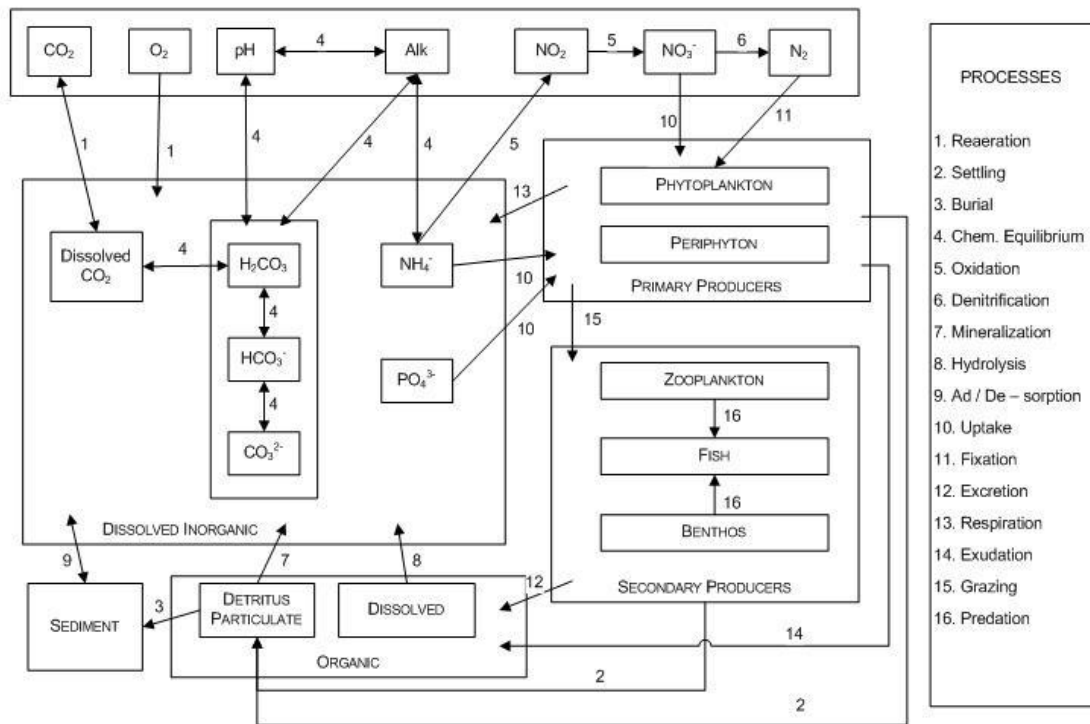 CO₂
O₂
pH
4
Alk
NO₂
5
NO₃⁻
6
N₂
1
1
4
4
4
5
10
11
13
PHYTOPLANKTON
PERIPHYTON
PRIMARY PRODUCERS
Dissolved
CO₂
4
H₂CO₃
NH₄⁻
10
4
HCO₃⁻
10
15
PO₄³⁻
4
CO₃²⁻
ZOOPLANKTON
16
FISH
16
BENTHOS
SECONDARY PRODUCERS
DISSOLVED INORGANIC
9
7
8
12
SEDIMENT
3
DETRITUS
PARTICULATE
DISSOLVED
ORGANIC
14
2
2
PROCESSES
1. Reaeration
2. Settling
3. Burial
4. Chem. Equilibrium
5. Oxidation
6. Denitrification
7. Mineralization
8. Hydrolysis
9. Ad / De – sorption
10. Uptake
11. Fixation
12. Excretion
13. Respiration
14. Exudation
15. Grazing
16. Predation